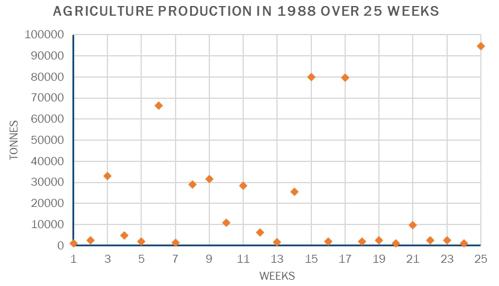 AGRICULTURE PRODUCTION IN 1988 OVER 25 WEEKS
100000
90000
80000
70000
60000
50000
40000
30000
20000
10000
0
TONNES
1 3 5 7 9 11 13 15 17 19 21 23 25
WEEKS